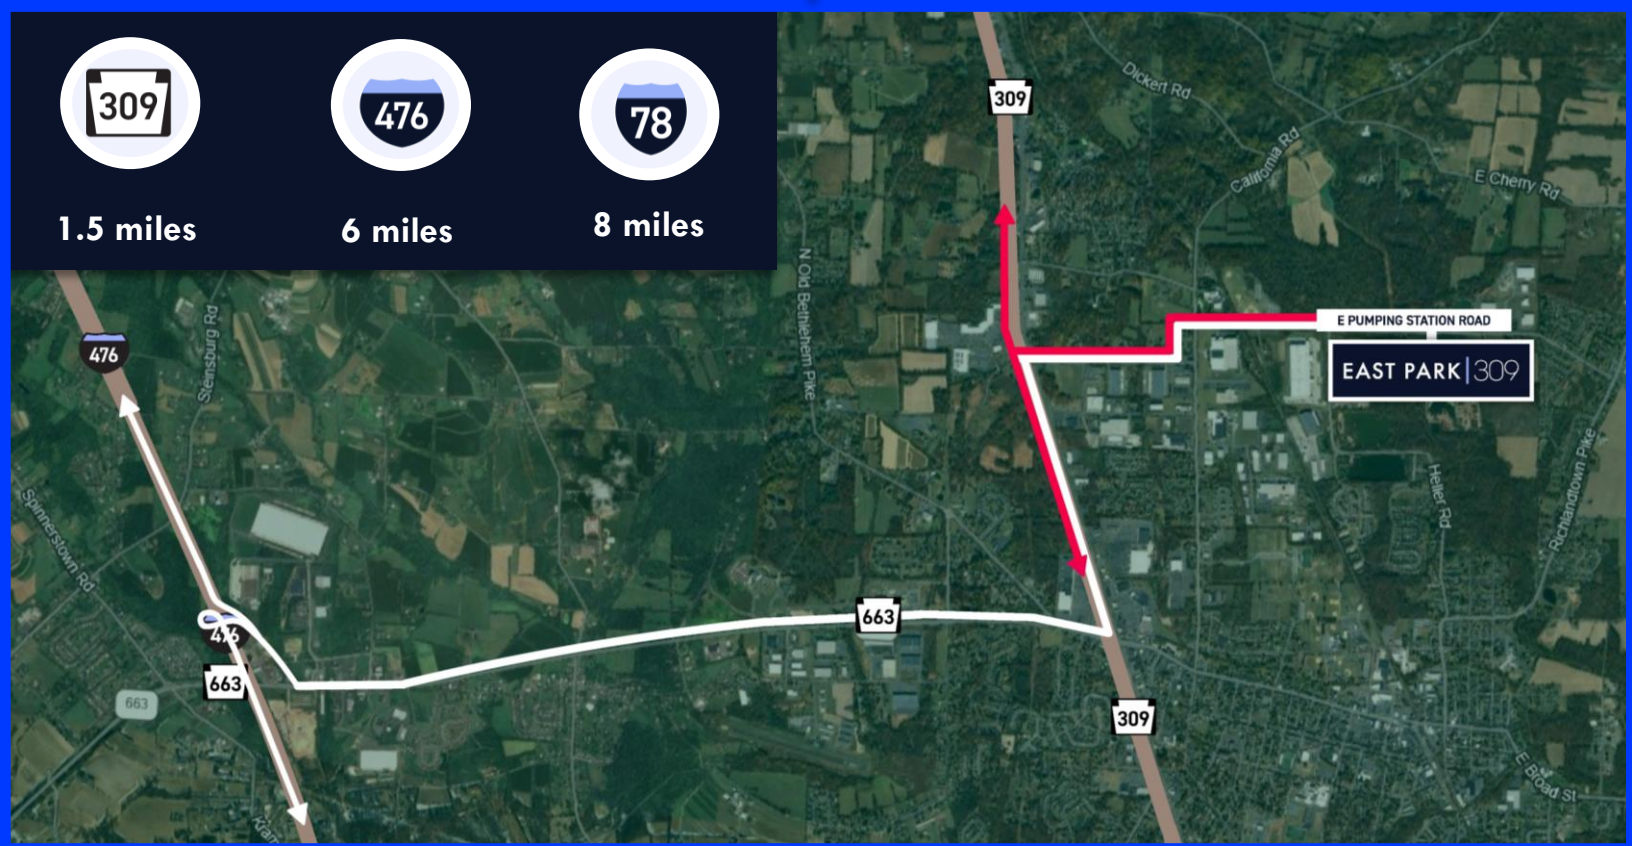 309
476
78
1.5 miles
6 miles
8 miles
309
Dickert Rd
California Rd
E Cherry Rd
N Old Bethlehem Pike
Steinsburg Rd
476
E PUMPING STATION ROAD
EAST PARK|309
Richlandtown Pike
Heller Rd
Spinnerstown Rd
663
476
663
663
309
E Broad St